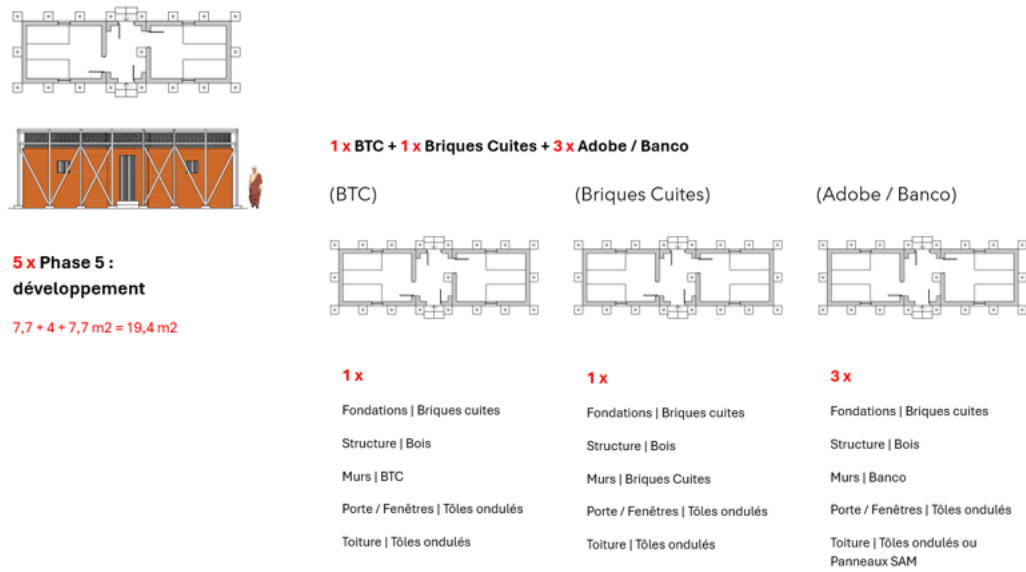 5 x Phase 5 :
développement
7,7 + 4 + 7,7 m2 = 19,4 m2
1 x BTC + 1 x Briques Cuites + 3 x Adobe / Banco
(BTC)
1 x
Fondations | Briques cuites
Structure | Bois
Murs | BTC
Porte / Fenêtres | Tôles ondulés
Toiture | Tôles ondulés
(Briques Cuites)
1 x
Fondations | Briques cuites
Structure | Bois
Murs | Briques Cuites
Porte / Fenêtres | Tôles ondulés
Toiture | Tôles ondulés
(Adobe / Banco)
3 x
Fondations | Briques cuites
Structure | Bois
Murs | Banco
Porte / Fenêtres | Tôles ondulés
Toiture | Tôles ondulés ou
Panneaux SAM